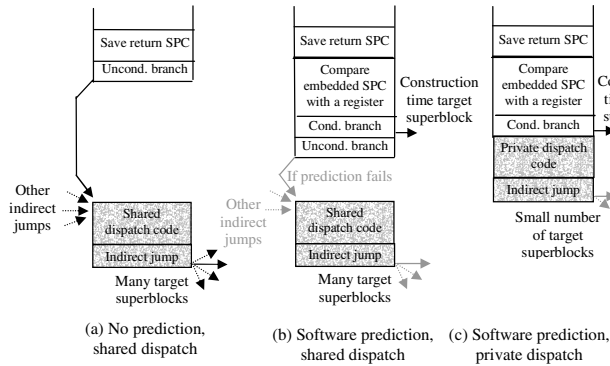 Save return SPC
Uncond. branch
Other
indirect
jumps
Shared
dispatch code
Indirect jump
Many target
superblocks
(a) No prediction,
shared dispatch
Save return SPC
Compare
embedded SPC
with a register
Cond. branch
Uncond. branch
Construction
time target
superblock
If prediction fails
Other
indirect
jumps
Shared
dispatch code
Indirect jump
Many target
superblocks
(b) Software prediction,
shared dispatch
Save return SPC
Compare
embedded SPC
with a register
Cond. branch
Private dispatch
code
Indirect jump
Small number
of target
superblocks
(c) Software prediction,
private dispatch